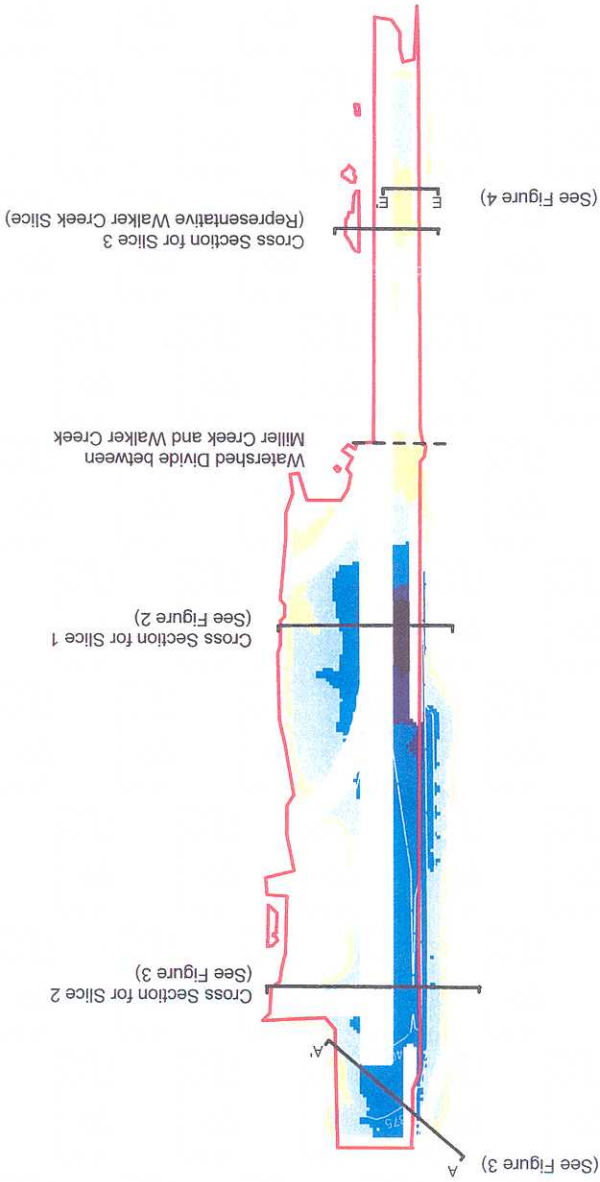 (See Figure 3)
A
375
A'
Cross Section for Slice 2
(See Figure 3)
Cross Section for Slice 1
(See Figure 2)
Watershed Divide between
Miller Creek and Walker Creek
Cross Section for Slice 3
(Representative Walker Creek Slice)
(See Figure 4)
E
E'